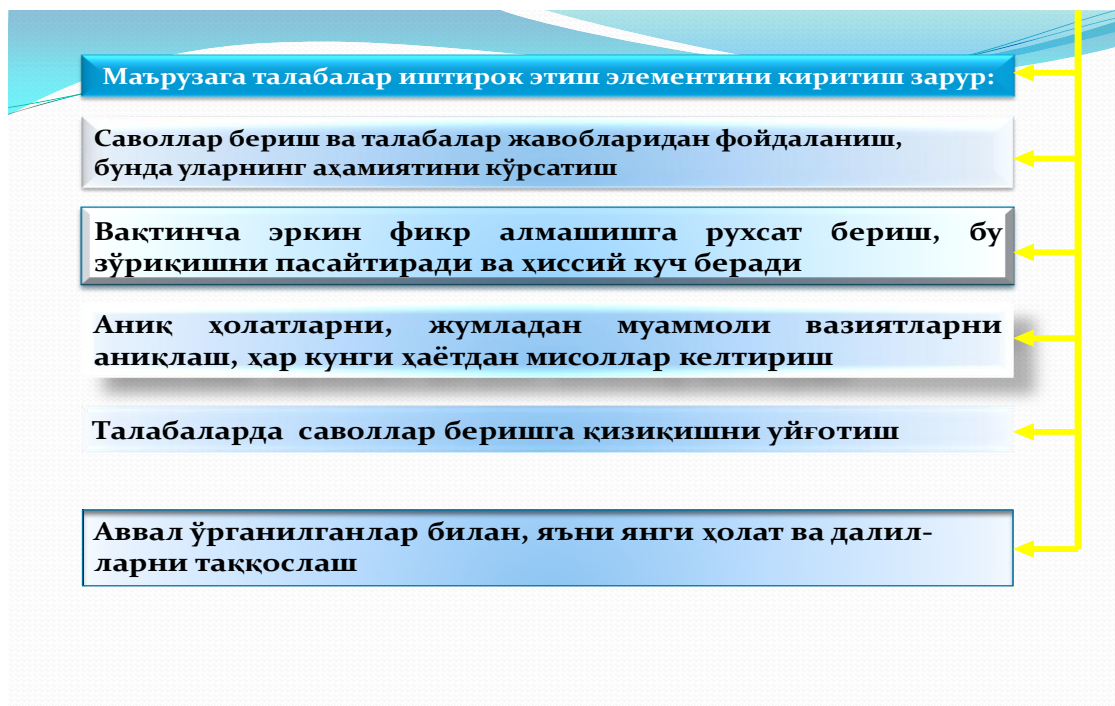 Маърузага талабалар иштирок этиш элементини киритиш зарур:
Саволлар бериш ва талабалар жавобларидан фойдаланиш,
бунда уларнинг аҳамиятини кўрсатиш
Вақтинча эркин фикр алмашишга рухсат бериш, бу
зўриқишни пасайтиради ва ҳиссий куч беради
Аниқ ҳолатларни, жумладан муаммоли вазиятларни
аниқлаш, ҳар кунги ҳаётдан мисоллар келтириш
Талабаларда саволлар беришга қизиқишни уйғотиш
Аввал ўрганилганлар билан, яъни янги ҳолат ва далил-
ларни таққослаш